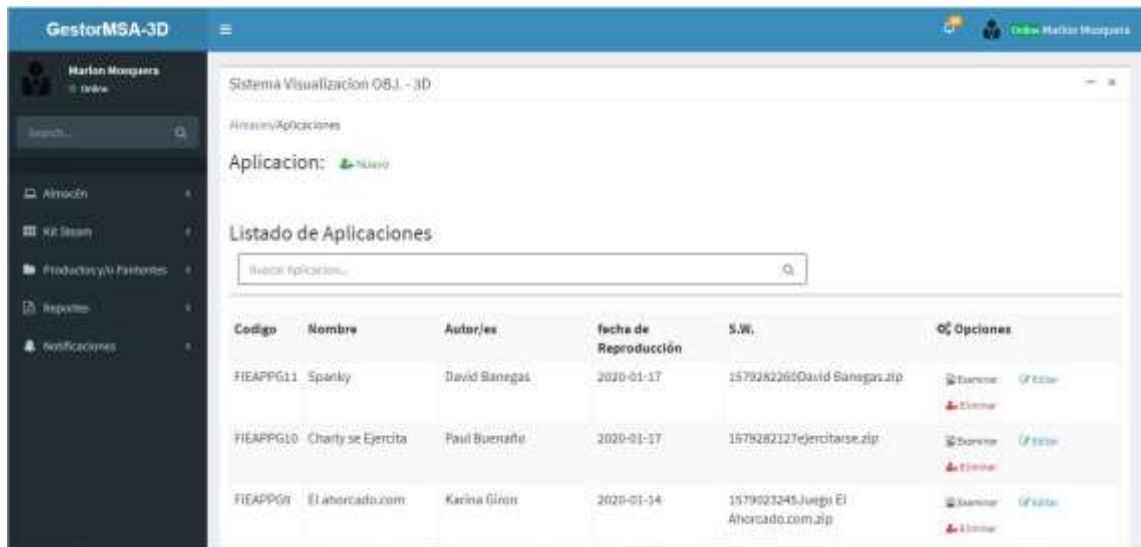 GestorMSA-3D
Online Marlon Mosquera
Marlon Mosquera
Online
Search...
Almacén
Kit Steam
Productos y/o Pantentes
Reportes
Notificaciones
Sistema Visualizacion OBJ. - 3D
Almacen/Aplicaciones
Aplicacion: Nuevo
Listado de Aplicaciones
Buscar Aplicacion...
Codigo Nombre Autor/es fecha de Reproducción S.W. Opciones
FIEAPPG11 Spanky David Banegas 2020-01-17 1579282260David Banegas.zip Examinar Editar
Eliminar
FIEAPPG10 Charly se Ejercita Paul Buenaño 2020-01-17 1579282127ejercitarse.zip Examinar Editar
Eliminar
FIEAPPG9 El ahorcado.com Karina Giron 2020-01-14 1579023245Juego El Ahorcado.com.zip Examinar Editar
Eliminar